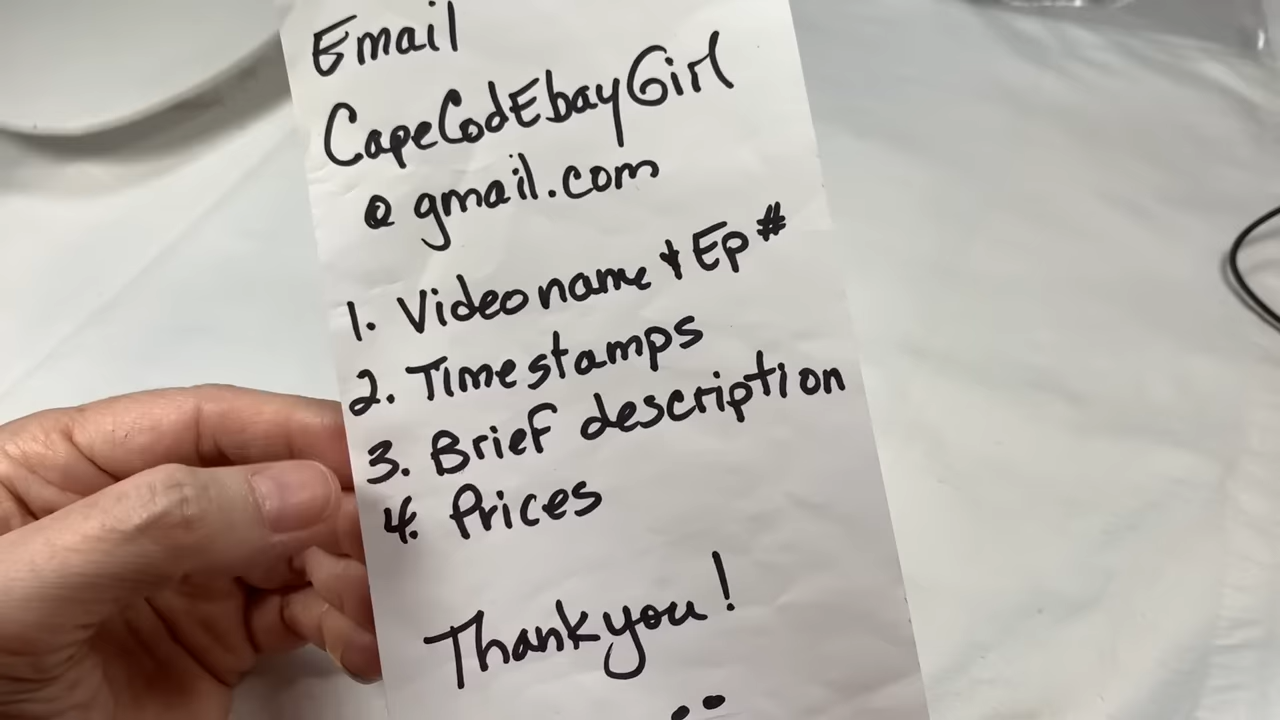 Email
CapeCodEbayGirl
@gmail.com
1. Video name & Ep #
2. Timestamps
3. Brief description
4. Prices
Thank you!